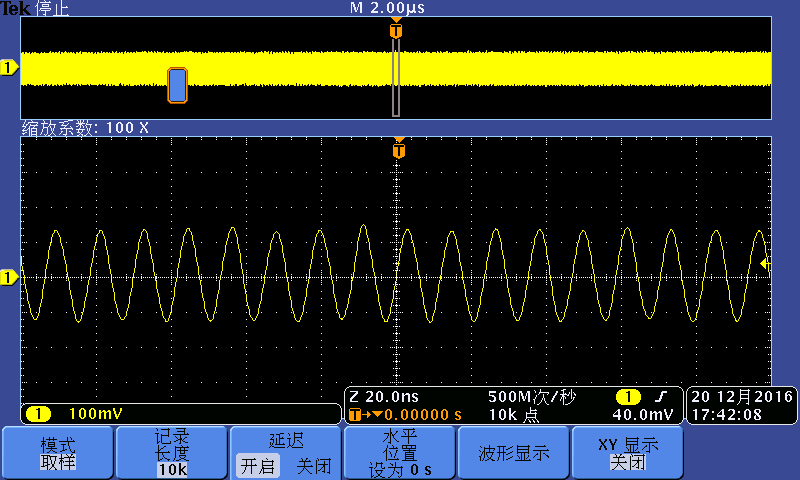 Tek 停止 M 2.00µs
T
1
缩放系数: 100 X
T
1
Z 20.0ns 500M次/秒 1
1 100mV T→▼0.00000 s 10k 点 40.0mV
20 12月2016
17:42:08
模式
取样
记录
长度
10k
延迟
开启 关闭
水平
位置
设为 0 s
波形显示
XY 显示
关闭